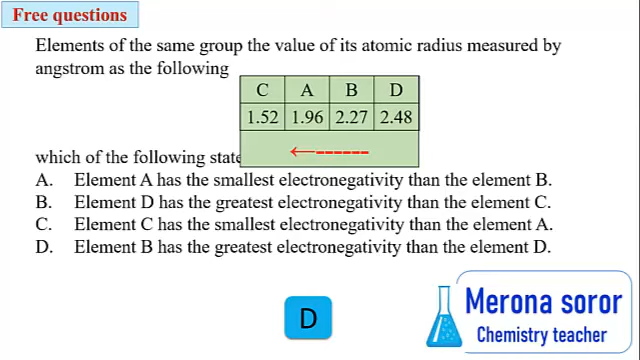 Free questions
Elements of the same group the value of its atomic radius measured by
angstrom as the following
C A B D
1.52 1.96 2.27 2.48
←------
which of the following state
A. Element A has the smallest electronegativity than the element B.
B. Element D has the greatest electronegativity than the element C.
C. Element C has the smallest electronegativity than the element A.
D. Element B has the greatest electronegativity than the element D.
D
Merona soror
Chemistry teacher